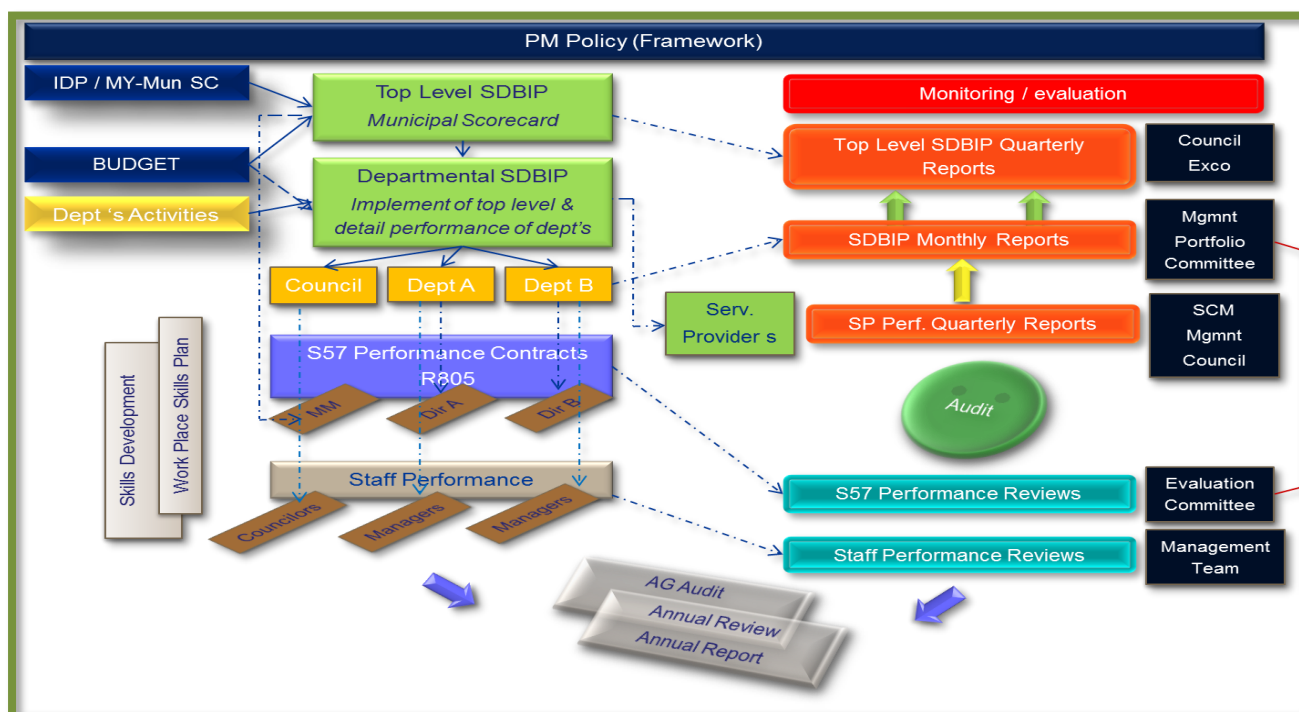 PM Policy (Framework)
IDP / MY-Mun SC
BUDGET
Dept 's Activities
Top Level SDBIP
Municipal Scorecard
Departmental SDBIP
Implement of top level &
detail performance of dept's
Council
Dept A
Dept B
Serv.
Provider s
S57 Performance Contracts
R805
MM
Dir A
Dir B
Staff Performance
Councilors
Managers
Managers
Skills Development
Work Place Skills Plan
Monitoring / evaluation
Top Level SDBIP Quarterly
Reports
Council
Exco
SDBIP Monthly Reports
Mgmnt
Portfolio
Committee
SP Perf. Quarterly Reports
SCM
Mgmnt
Council
Audit
S57 Performance Reviews
Evaluation
Committee
Staff Performance Reviews
Management
Team
AG Audit
Annual Review
Annual Report